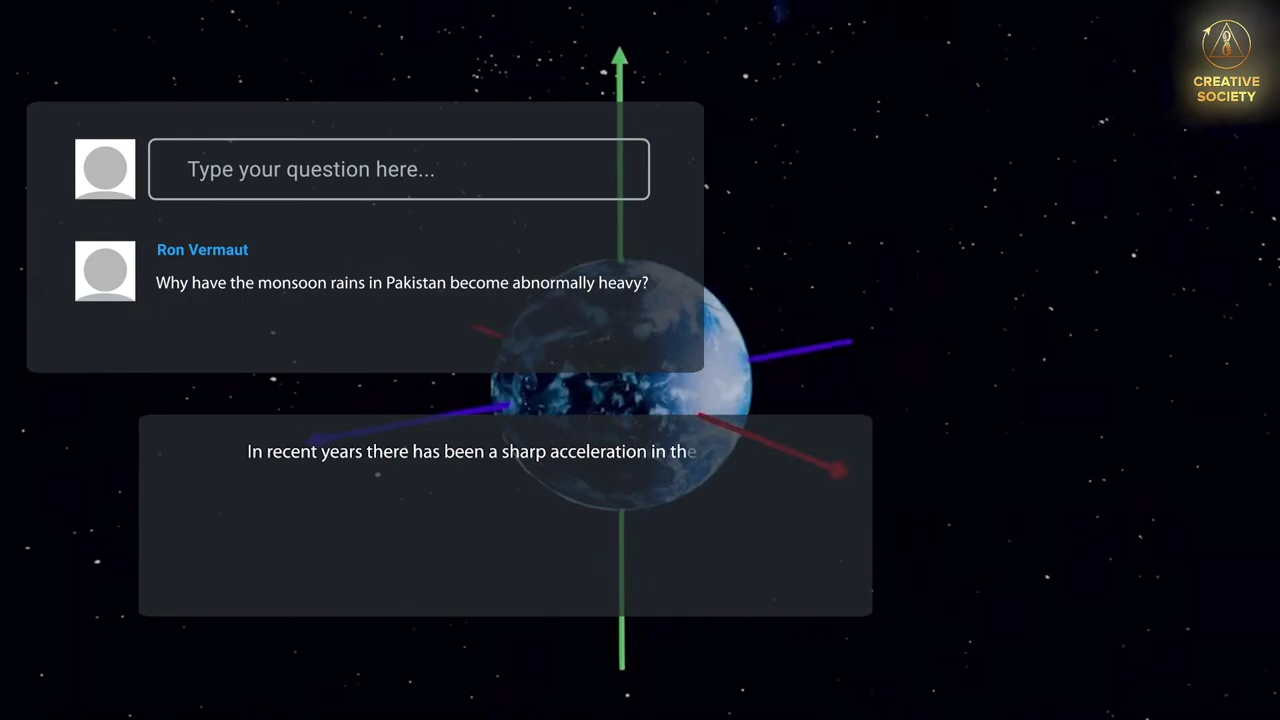 CREATIVE
SOCIETY
Type your question here...
Ron Vermaut
Why have the monsoon rains in Pakistan become abnormally heavy?
In recent years there has been a sharp acceleration in the